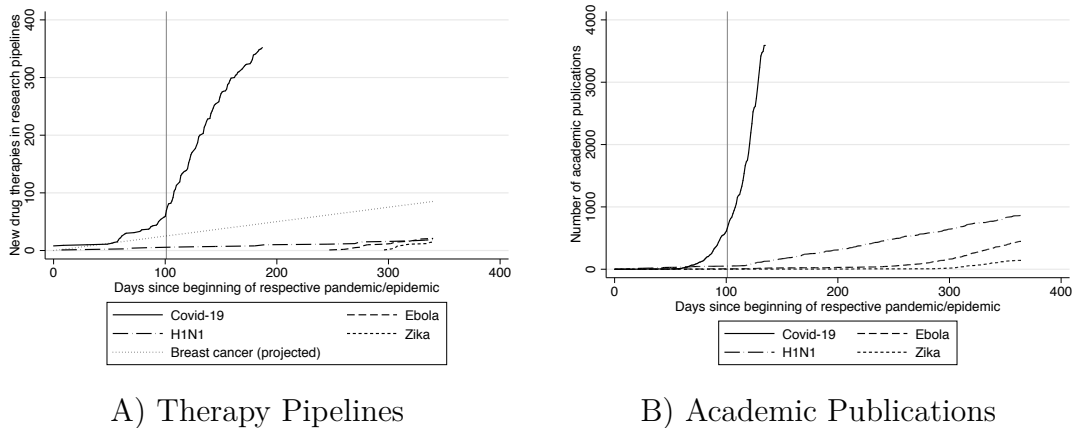 New drug therapies in research pipelines
400
300
200
100
0
0 100 200 300 400
Days since beginning of respective pandemic/epidemic
Covid-19 Ebola
H1N1 Zika
Breast cancer (projected)
A) Therapy Pipelines
Number of academic publications
4000
3000
2000
1000
0
0 100 200 300 400
Days since beginning of respective pandemic/epidemic
Covid-19 Ebola
H1N1 Zika
B) Academic Publications